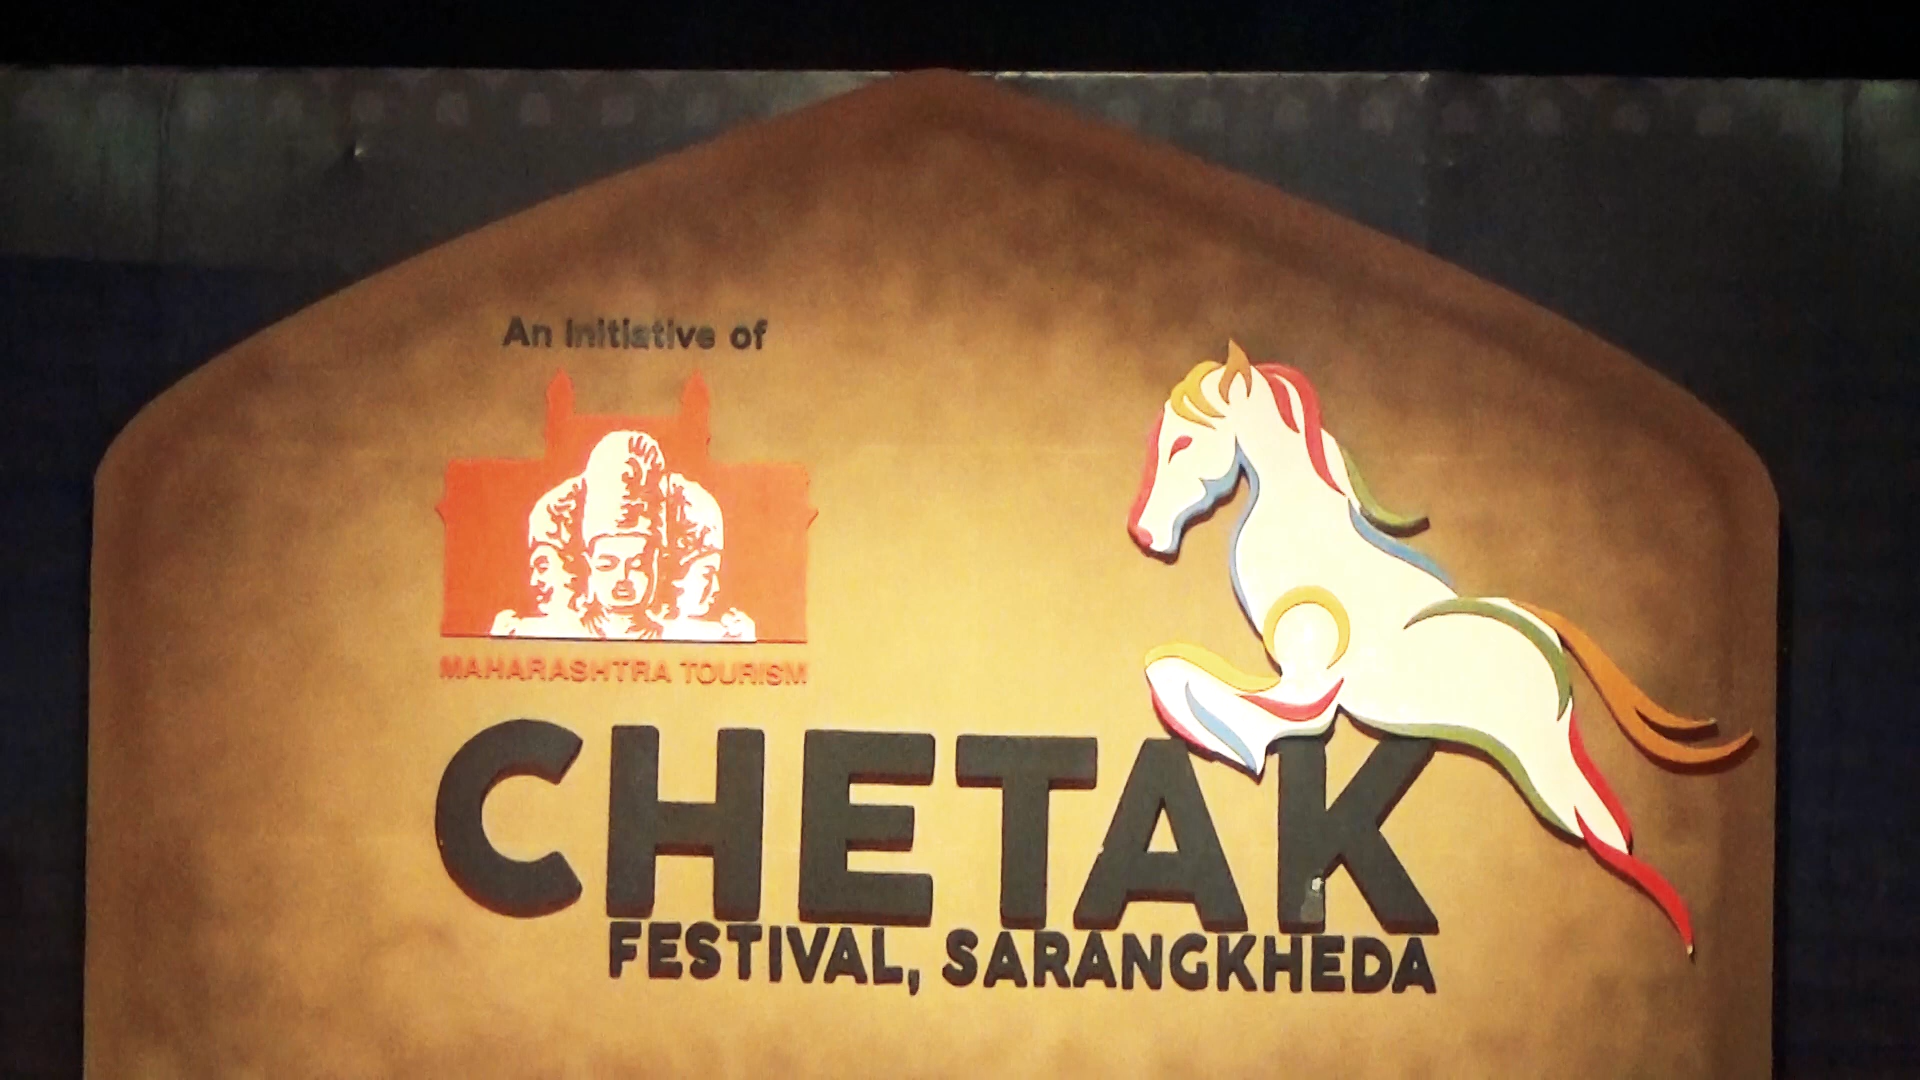 An Initiative of
MAHARASHTRA TOURISM
CHETAK
FESTIVAL, SARANGKHEDA